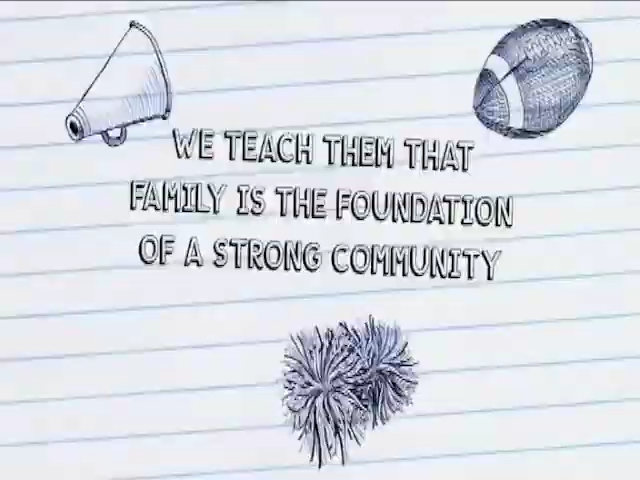 WE TEACH THEM THAT
FAMILY IS THE FOUNDATION
OF A STRONG COMMUNITY